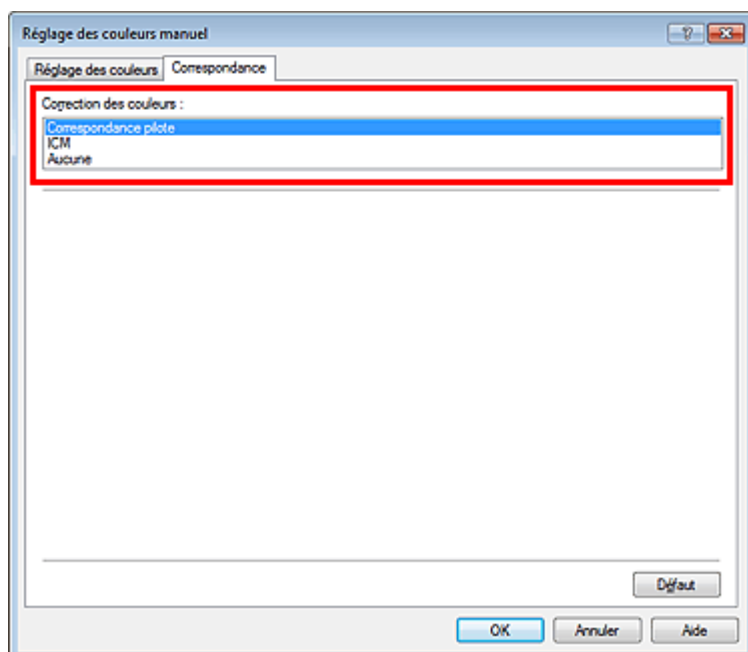 Réglage des couleurs manuel
Réglage des couleurs Correspondance
Correction des couleurs :
Correspondance pilote
ICM
Aucune
Défaut
OK Annuler Aide